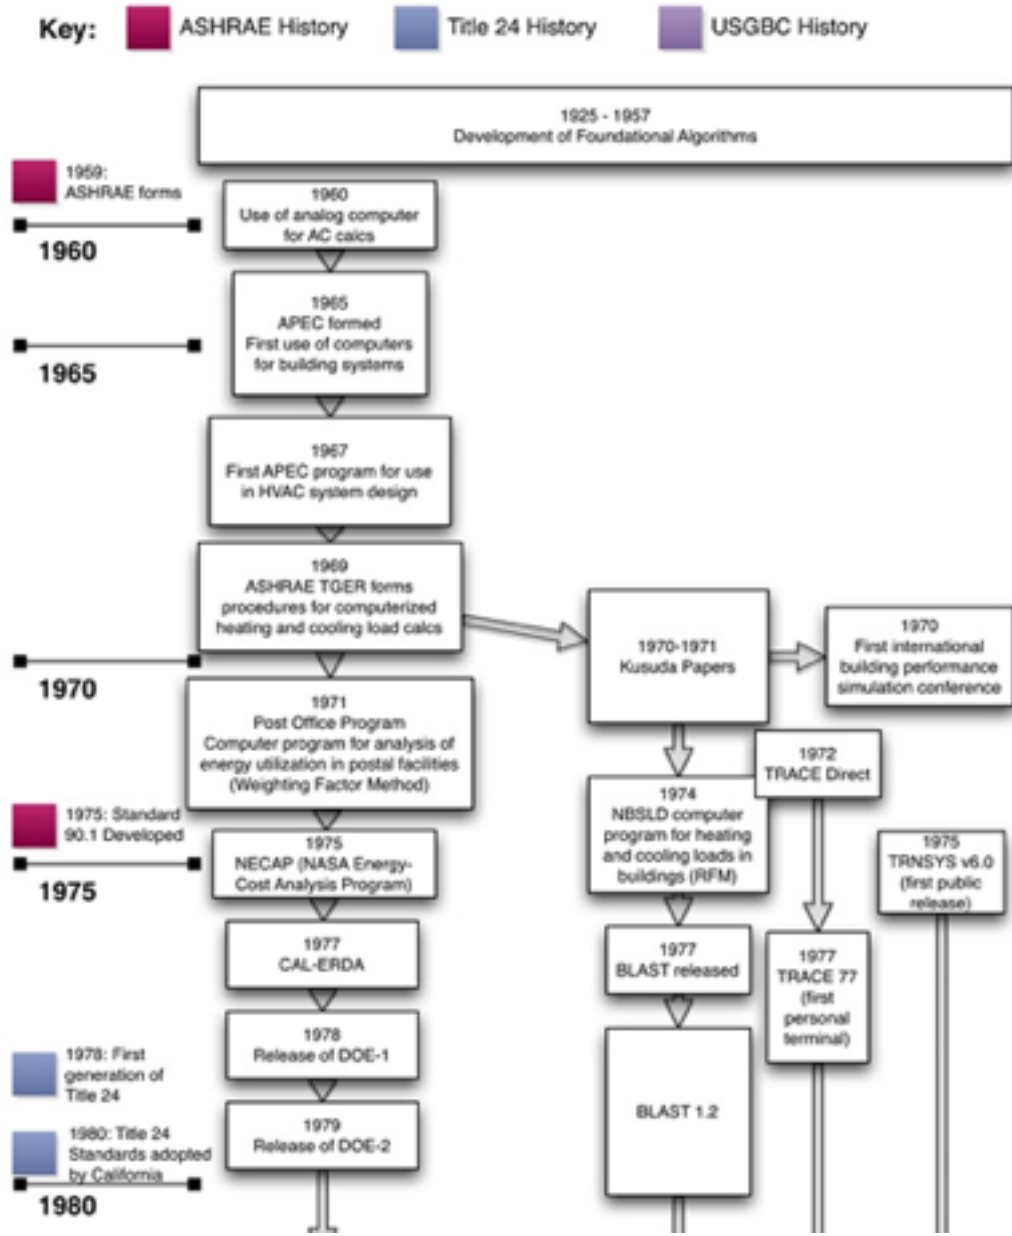 Key:
ASHRAE History
Title 24 History
USGBC History
1925 - 1957
Development of Foundational Algorithms
1959:
ASHRAE forms
1960
1960
Use of analog computer
for AC calcs
1965
APEC formed
First use of computers
for building systems
1965
1967
First APEC program for use
in HVAC system design
1969
ASHRAE TGER forms
procedures for computerized
heating and cooling load calcs
1970-1971
Kusuda Papers
1970
First international
building performance
simulation conference
1970
1971
Post Office Program
Computer program for analysis of
energy utilization in postal facilities
(Weighting Factor Method)
1972
TRACE Direct
1974
NBSLD computer
program for heating
and cooling loads in
buildings (RFM)
1975: Standard
90.1 Developed
1975
1975
NECAP (NASA Energy-
Cost Analysis Program)
1975
TRNSYS v6.0
(first public
release)
1977
CAL-ERDA
1977
BLAST released
1977
TRACE 77
(first
personal
terminal)
1978
Release of DOE-1
1978: First
generation of
Title 24
BLAST 1.2
1979
Release of DOE-2
1980: Title 24
Standards adopted
by California
1980